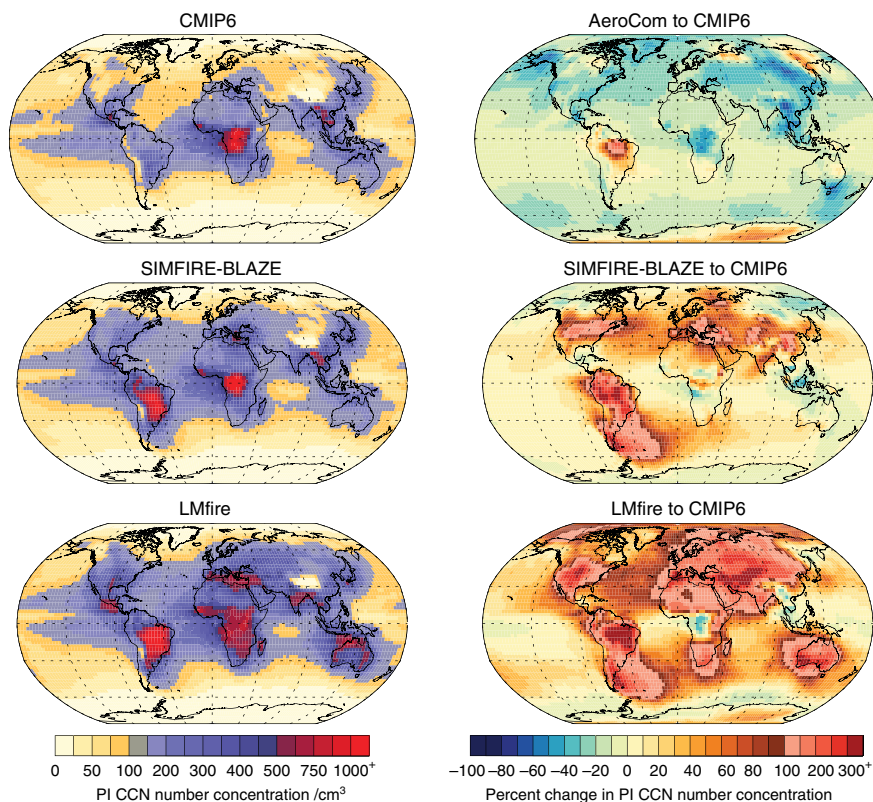 CMIP6
AeroCom to CMIP6
SIMFIRE-BLAZE
SIMFIRE-BLAZE to CMIP6
LMfire
LMfire to CMIP6
0 50 100 200 300 400 500 750 1000+
PI CCN number concentration /cm³
−100 −80 −60 −40 −20 0 20 40 60 80 100 200 300+
Percent change in PI CCN number concentration